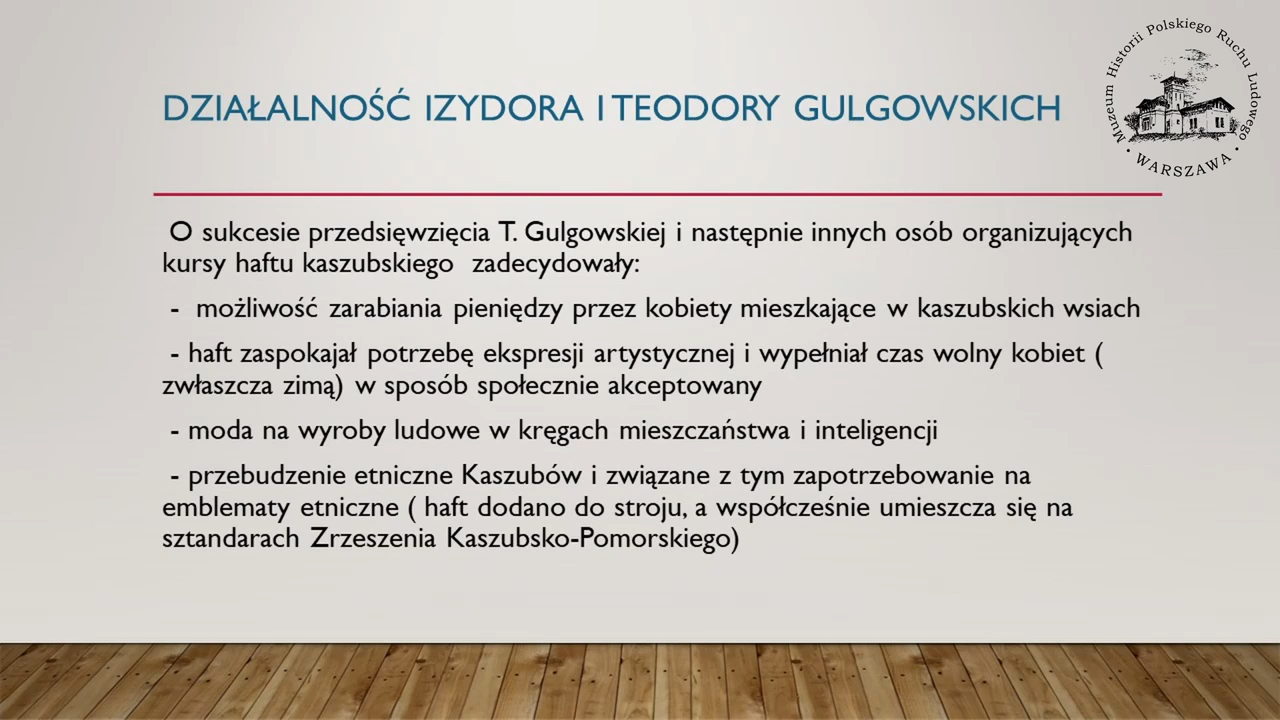 DZIAŁALNOŚĆ IZYDORA I TEODORY GULGOWSKICH
Muzeum Historii Polskiego Ruchu Ludowego
• WARSZAWA •
O sukcesie przedsięwzięcia T. Gulgowskiej i następnie innych osób organizujących
kursy haftu kaszubskiego zadecydowały:
- możliwość zarabiania pieniędzy przez kobiety mieszkające w kaszubskich wsiach
- haft zaspokajał potrzebę ekspresji artystycznej i wypełniał czas wolny kobiet (
zwłaszcza zimą) w sposób społecznie akceptowany
- moda na wyroby ludowe w kręgach mieszczaństwa i inteligencji
- przebudzenie etniczne Kaszubów i związane z tym zapotrzebowanie na
emblematy etniczne ( haft dodano do stroju, a współcześnie umieszcza się na
sztandarach Zrzeszenia Kaszubsko-Pomorskiego)